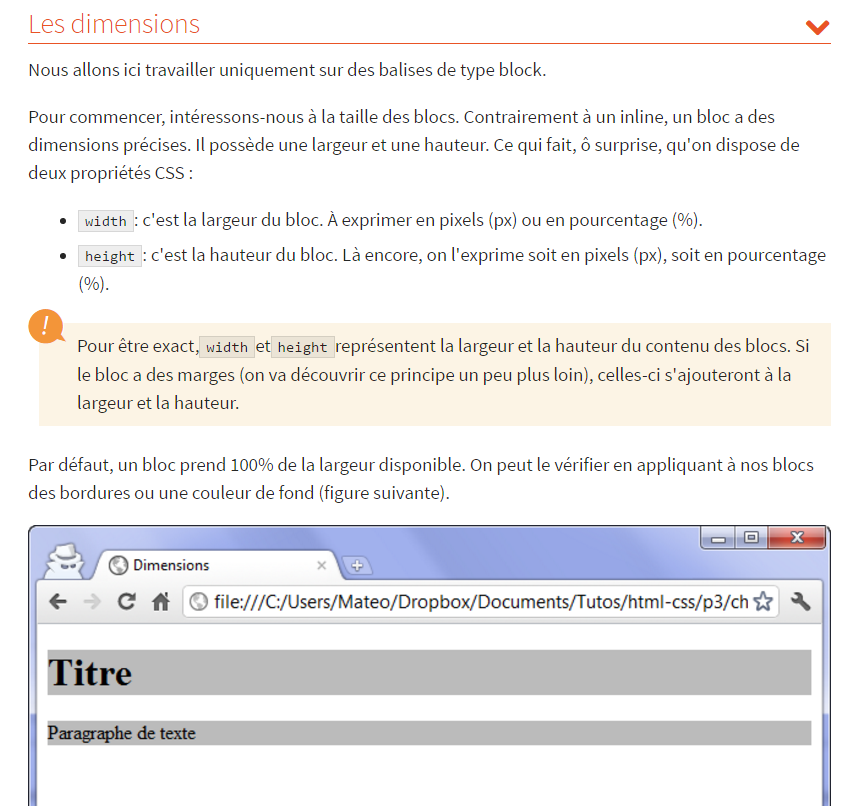 Les dimensions
Nous allons ici travailler uniquement sur des balises de type block.
Pour commencer, intéressons-nous à la taille des blocs. Contrairement à un inline, un bloc a des
dimensions précises. Il possède une largeur et une hauteur. Ce qui fait, ô surprise, qu'on dispose de
deux propriétés CSS :
• width : c'est la largeur du bloc. À exprimer en pixels (px) ou en pourcentage (%).
• height : c'est la hauteur du bloc. Là encore, on l'exprime soit en pixels (px), soit en pourcentage
(%).
!
Pour être exact, width et height représentent la largeur et la hauteur du contenu des blocs. Si
le bloc a des marges (on va découvrir ce principe un peu plus loin), celles-ci s'ajouteront à la
largeur et la hauteur.
Par défaut, un bloc prend 100% de la largeur disponible. On peut le vérifier en appliquant à nos blocs
des bordures ou une couleur de fond (figure suivante).
Dimensions
file:///C:/Users/Mateo/Dropbox/Documents/Tutos/html-css/p3/ch
Titre
Paragraphe de texte